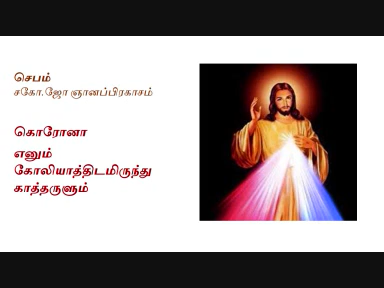 செபம்
சகோ.ஜோ ஞானப்பிரகாசம்
கொரோனா
எனும்
கோலியாத்திடமிருந்து
காத்தருளும்